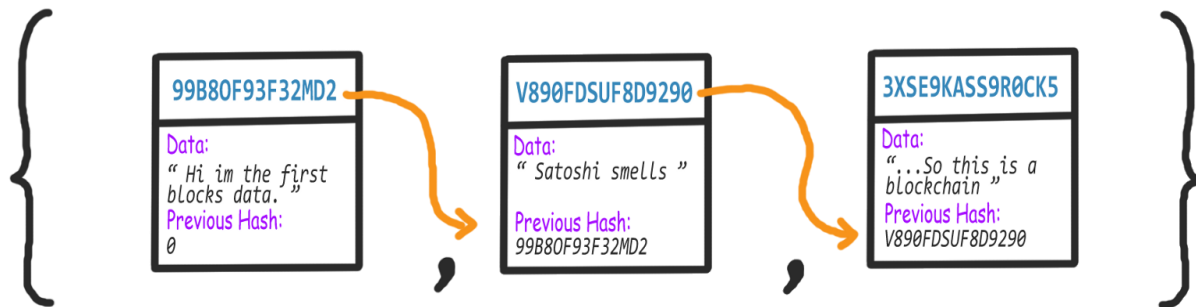 99B8OF93F32MD2
Data:
“ Hi im the first
blocks data. ”
Previous Hash:
0
V890FDSUF8D9290
Data:
“ Satoshi smells ”
Previous Hash:
99B8OF93F32MD2
3XSE9KASS9R0CK5
Data:
“...So this is a
blockchain ”
Previous Hash:
V890FDSUF8D9290